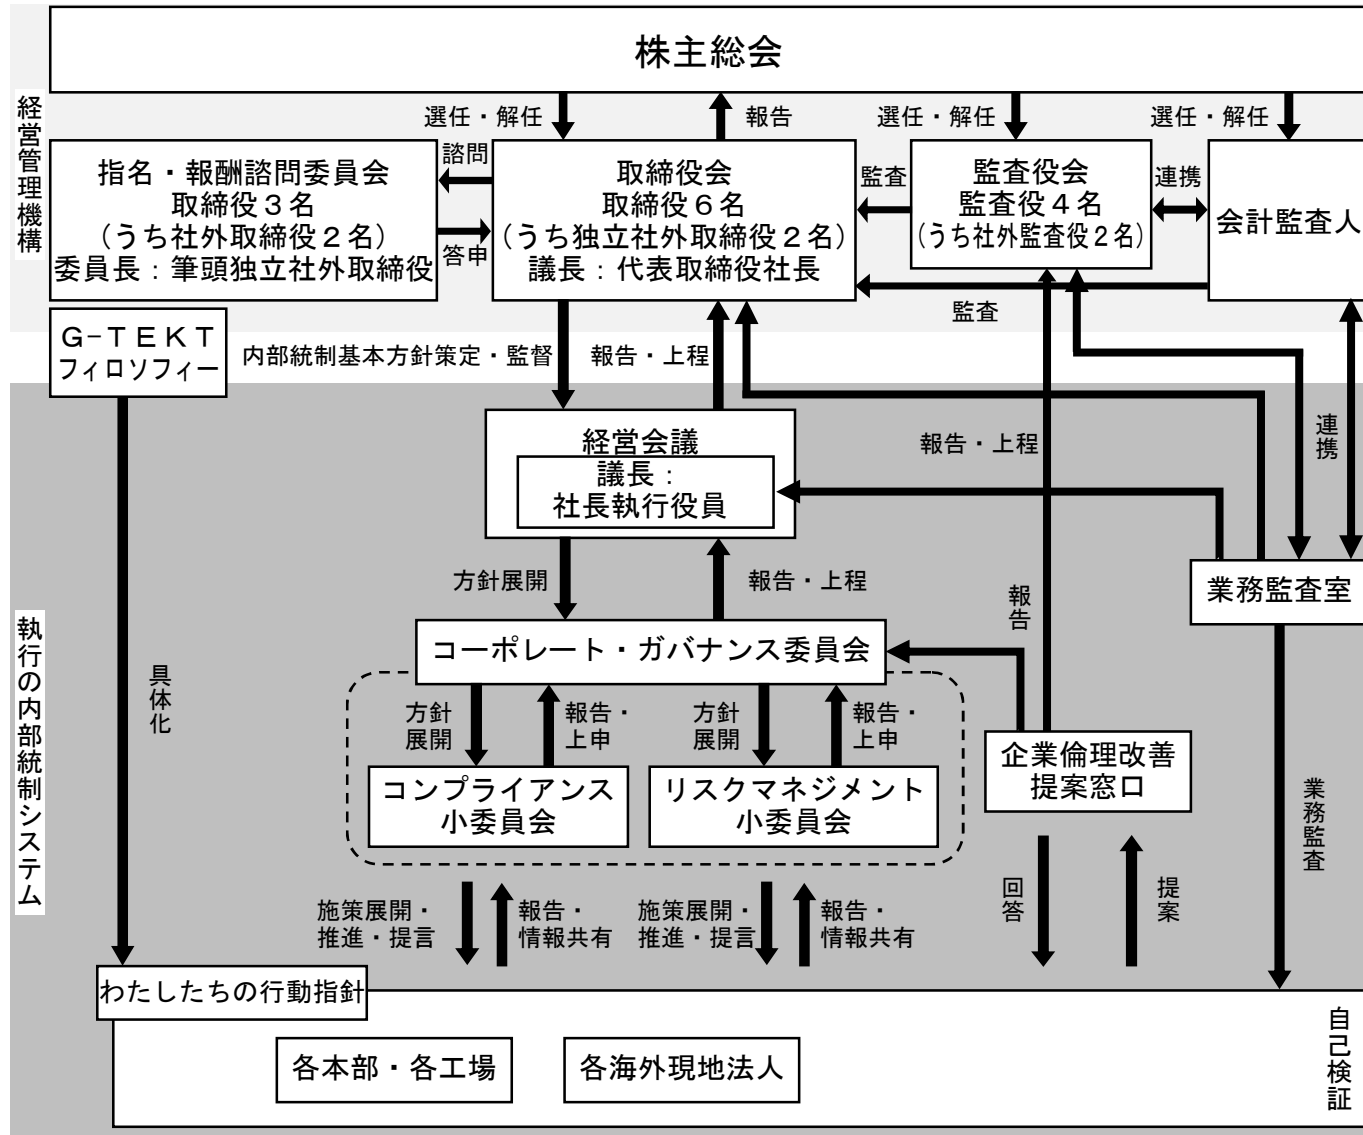 株主総会
経営管理機構
選任・解任
報告
選任・解任
選任・解任
指名・報酬諮問委員会
取締役３名
（うち社外取締役２名）
委員長：筆頭独立社外取締役
諮問
答申
取締役会
取締役６名
（うち独立社外取締役２名）
議長：代表取締役社長
監査
監査役会
監査役４名
（うち社外監査役２名）
連携
会計監査人
監査
Ｇ−ＴＥＫＴ
フィロソフィー
内部統制基本方針策定・監督
報告・上程
経営会議
議長：
社長執行役員
報告・上程
連携
方針展開
報告・上程
業務監査室
報告
執行の内部統制システム
コーポレート・ガバナンス委員会
具体化
方針
展開
報告・
上申
方針
展開
報告・
上申
コンプライアンス
小委員会
リスクマネジメント
小委員会
企業倫理改善
提案窓口
業務監査
施策展開・
推進・提言
報告・
情報共有
施策展開・
推進・提言
報告・
情報共有
回答
提案
わたしたちの行動指針
各本部・各工場
各海外現地法人
自己検証